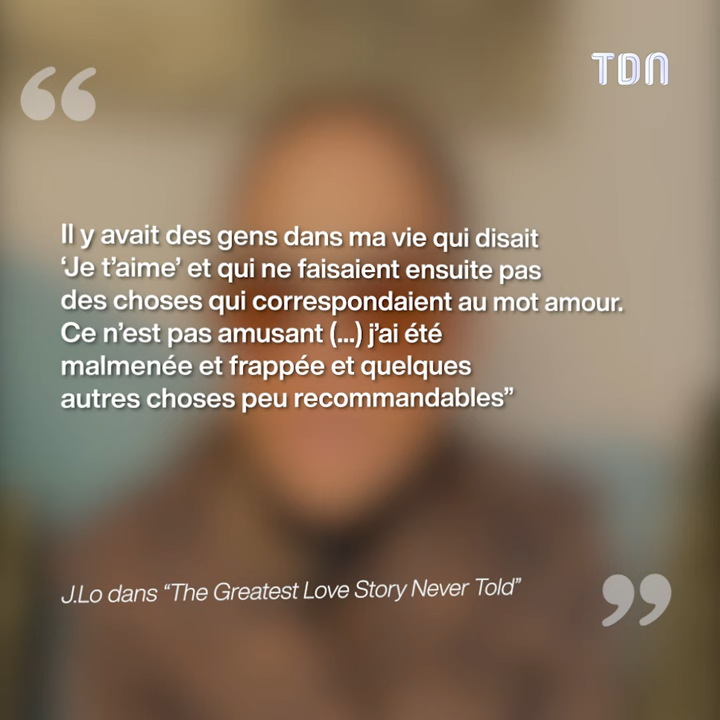 TDN
“
Il y avait des gens dans ma vie qui disait
‘Je t’aime’ et qui ne faisaient ensuite pas
des choses qui correspondaient au mot amour.
Ce n’est pas amusant (...) j’ai été
malmenée et frappée et quelques
autres choses peu recommandables”
J.Lo dans “The Greatest Love Story Never Told”
”